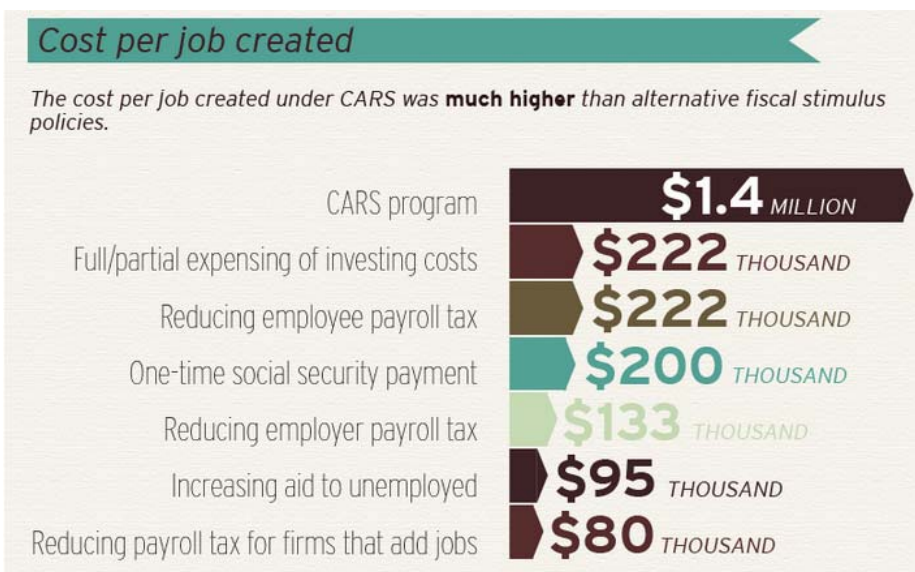 Cost per job created
The cost per job created under CARS was much higher than alternative fiscal stimulus
policies.
CARS program $1.4 MILLION
Full/partial expensing of investing costs $222 THOUSAND
Reducing employee payroll tax $222 THOUSAND
One-time social security payment $200 THOUSAND
Reducing employer payroll tax $133 THOUSAND
Increasing aid to unemployed $95 THOUSAND
Reducing payroll tax for firms that add jobs $80 THOUSAND